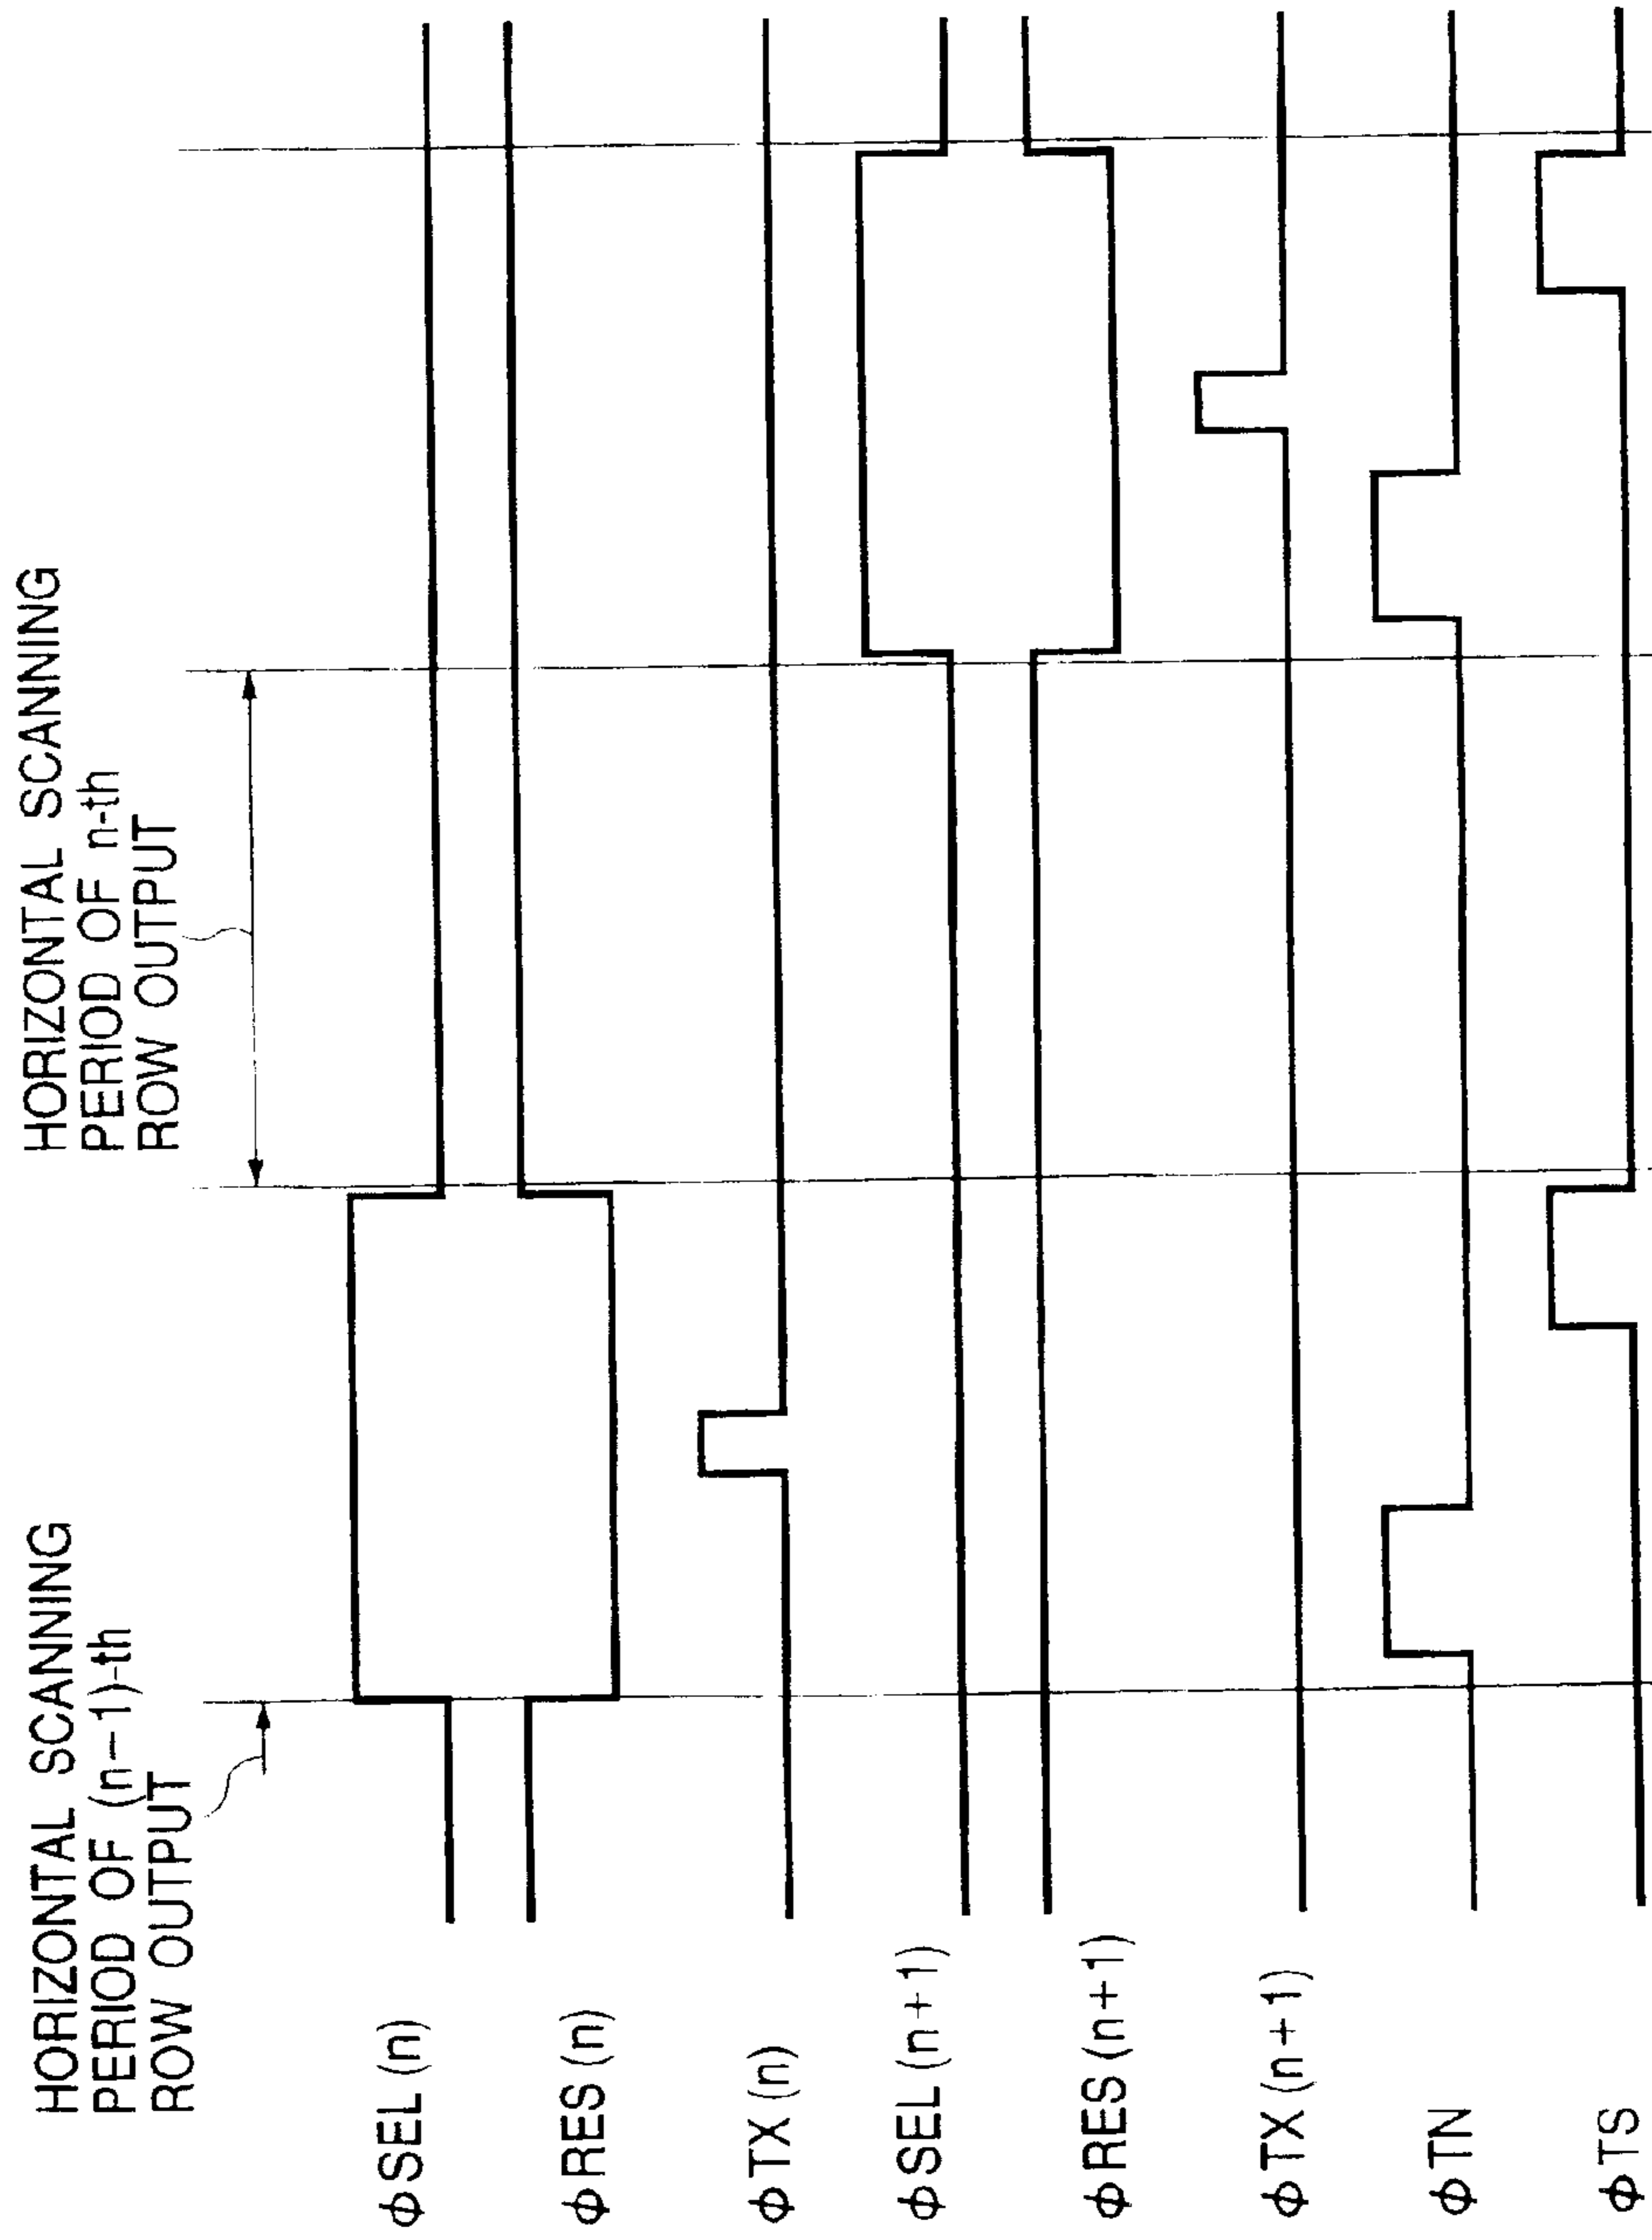 HORIZONTAL SCANNING
PERIOD OF (n-1)-th
ROW OUTPUT
HORIZONTAL SCANNING
PERIOD OF n-th
ROW OUTPUT
φSEL (n)
φRES (n)
φTX (n)
φSEL (n+1)
φRES (n+1)
φTX (n+1)
φTN
φTS